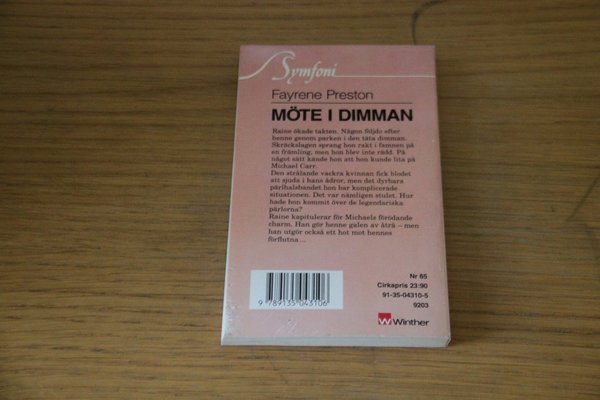 Symfoni
Fayrene Preston
MÖTE I DIMMAN
Raine ökade takten. Någon följde efter
henne genom parken i den täta dimman.
Skräckslagen sprang hon rakt i famnen på
en främling, men hon blev inte rädd. På
något sätt kände hon att hon kunde lita på
Michael Carr.
Den strålande vackra kvinnan fick blodet
att sjuda i hans ådror, men det dyrbara
pärlhalsbandet hon bar komplicerade
situationen. Det var nämligen stulet. Hur
hade hon kommit över de legendariska
pärlorna?
Raine kapitulerar för Michaels förödande
charm. Han gör henne galen av åtrå – men
han utgör också ett hot mot hennes
förflutna ...
Nr 65
Cirkapris 23:90
91-35-04310-5
9203
9 789135 043106
W Winther